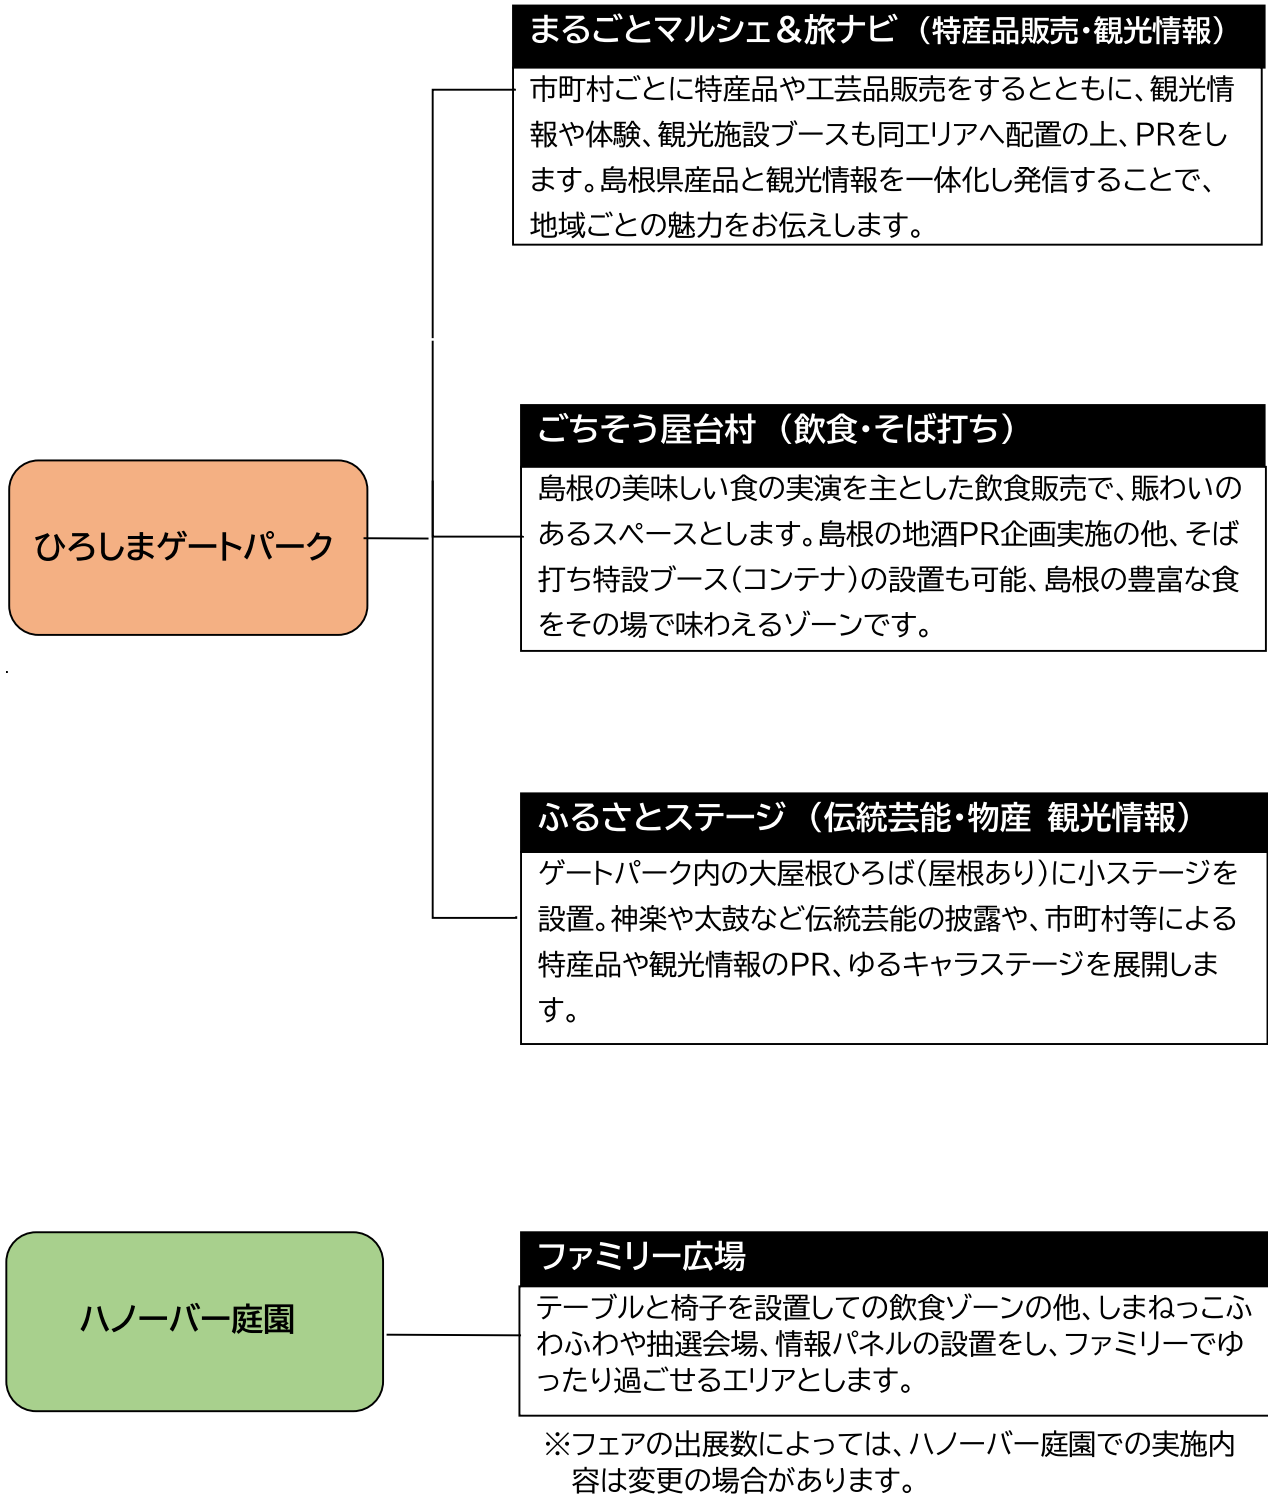 まるごとマルシェ＆旅ナビ（特産品販売・観光情報）
市町村ごとに特産品や工芸品販売をするとともに、観光情
報や体験、観光施設ブースも同エリアへ配置の上、PRをし
ます。島根県産品と観光情報を一体化し発信することで、
地域ごとの魅力をお伝えします。
ごちそう屋台村（飲食・そば打ち）
島根の美味しい食の実演を主とした飲食販売で、賑わいの
あるスペースとします。島根の地酒PR企画実施の他、そば
打ち特設ブース（コンテナ）の設置も可能、島根の豊富な食
をその場で味わえるゾーンです。
ひろしまゲートパーク
ふるさとステージ（伝統芸能・物産 観光情報）
ゲートパーク内の大屋根ひろば（屋根あり）に小ステージを
設置。神楽や太鼓など伝統芸能の披露や、市町村等による
特産品や観光情報のPR、ゆるキャラステージを展開しま
す。
ハノーバー庭園
ファミリー広場
テーブルと椅子を設置しての飲食ゾーンの他、しまねっこふ
わふわや抽選会場、情報パネルの設置をし、ファミリーでゆ
ったり過ごせるエリアとします。
※フェアの出展数によっては、ハノーバー庭園での実施内
容は変更の場合があります。